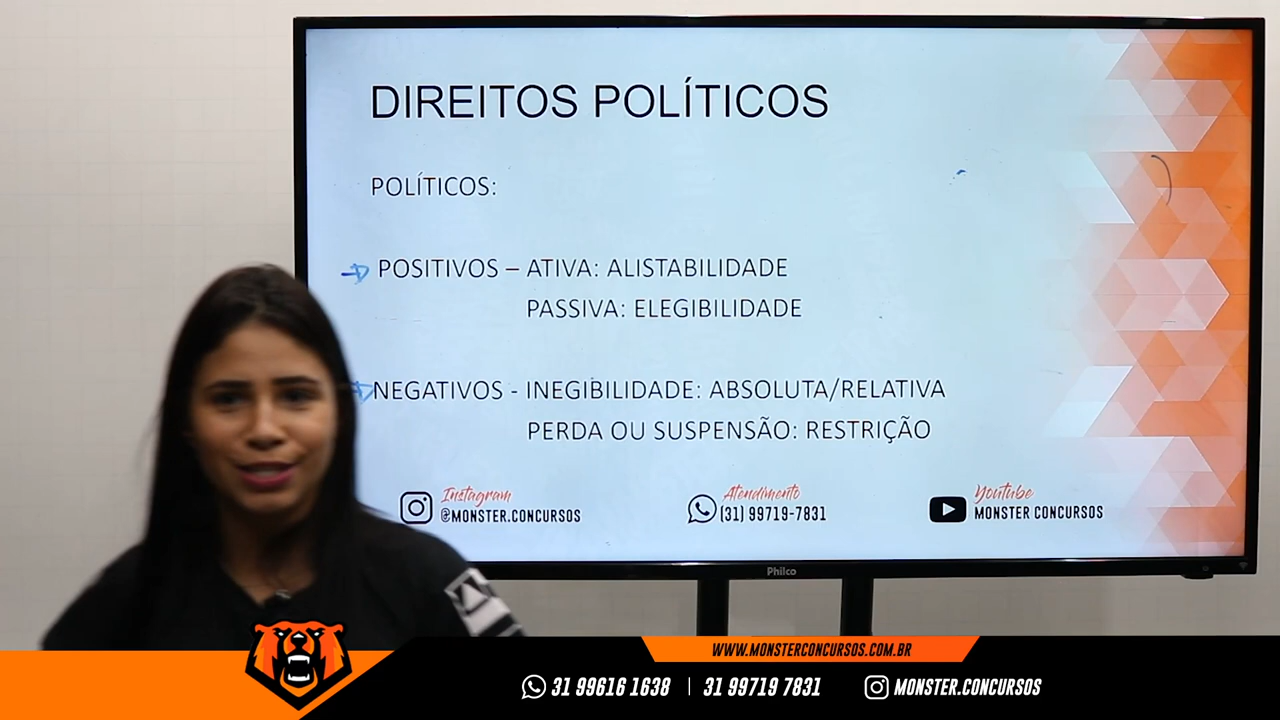 DIREITOS POLÍTICOS
POLÍTICOS:
POSITIVOS – ATIVA: ALISTABILIDADE
PASSIVA: ELEGIBILIDADE
NEGATIVOS - INEGIBILIDADE: ABSOLUTA/RELATIVA
PERDA OU SUSPENSÃO: RESTRIÇÃO
Instagram
@MONSTER.CONCURSOS
Atendimento
(31) 99719-7831
Youtube
MONSTER CONCURSOS
Philco
WWW.MONSTERCONCURSOS.COM.BR
31 99616 1638 | 31 99719 7831
MONSTER.CONCURSOS